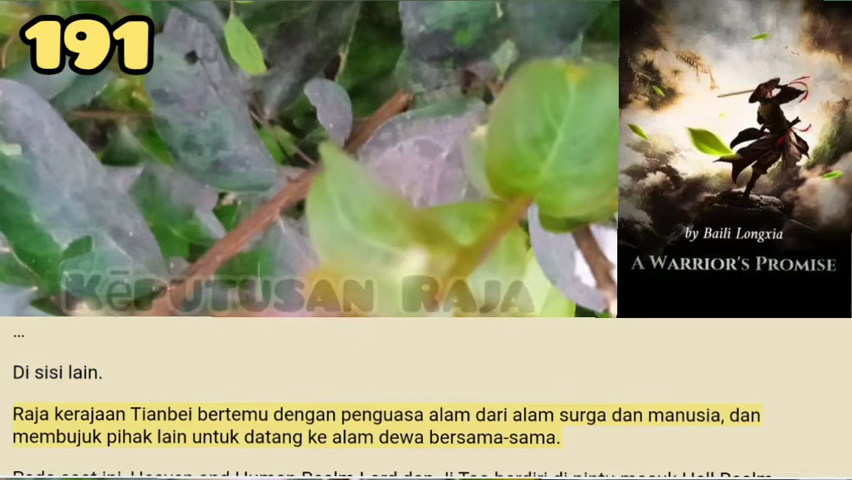 191
KēPUTUSAN RAJA
by Baili Longxia
A WARRIOR'S PROMISE
...
Di sisi lain.
Raja kerajaan Tianbei bertemu dengan penguasa alam dari alam surga dan manusia, dan
membujuk pihak lain untuk datang ke alam dewa bersama-sama.